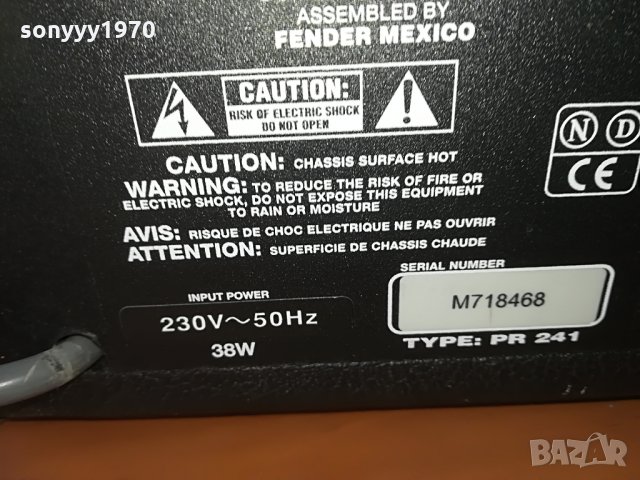 sonyyy1970
ASSEMBLED BY
FENDER MEXICO
CAUTION:
RISK OF ELECTRIC SHOCK
DO NOT OPEN
N D
CE
CAUTION: CHASSIS SURFACE HOT
WARNING: TO REDUCE THE RISK OF FIRE OR
ELECTRIC SHOCK, DO NOT EXPOSE THIS EQUIPMENT
TO RAIN OR MOISTURE
AVIS: RISQUE DE CHOC ELECTRIQUE NE PAS OUVRIR
ATTENTION: SUPERFICIE DE CHASSIS CHAUDE
SERIAL NUMBER
M718468
TYPE: PR 241
INPUT POWER
230V~50Hz
38W
BAZAR